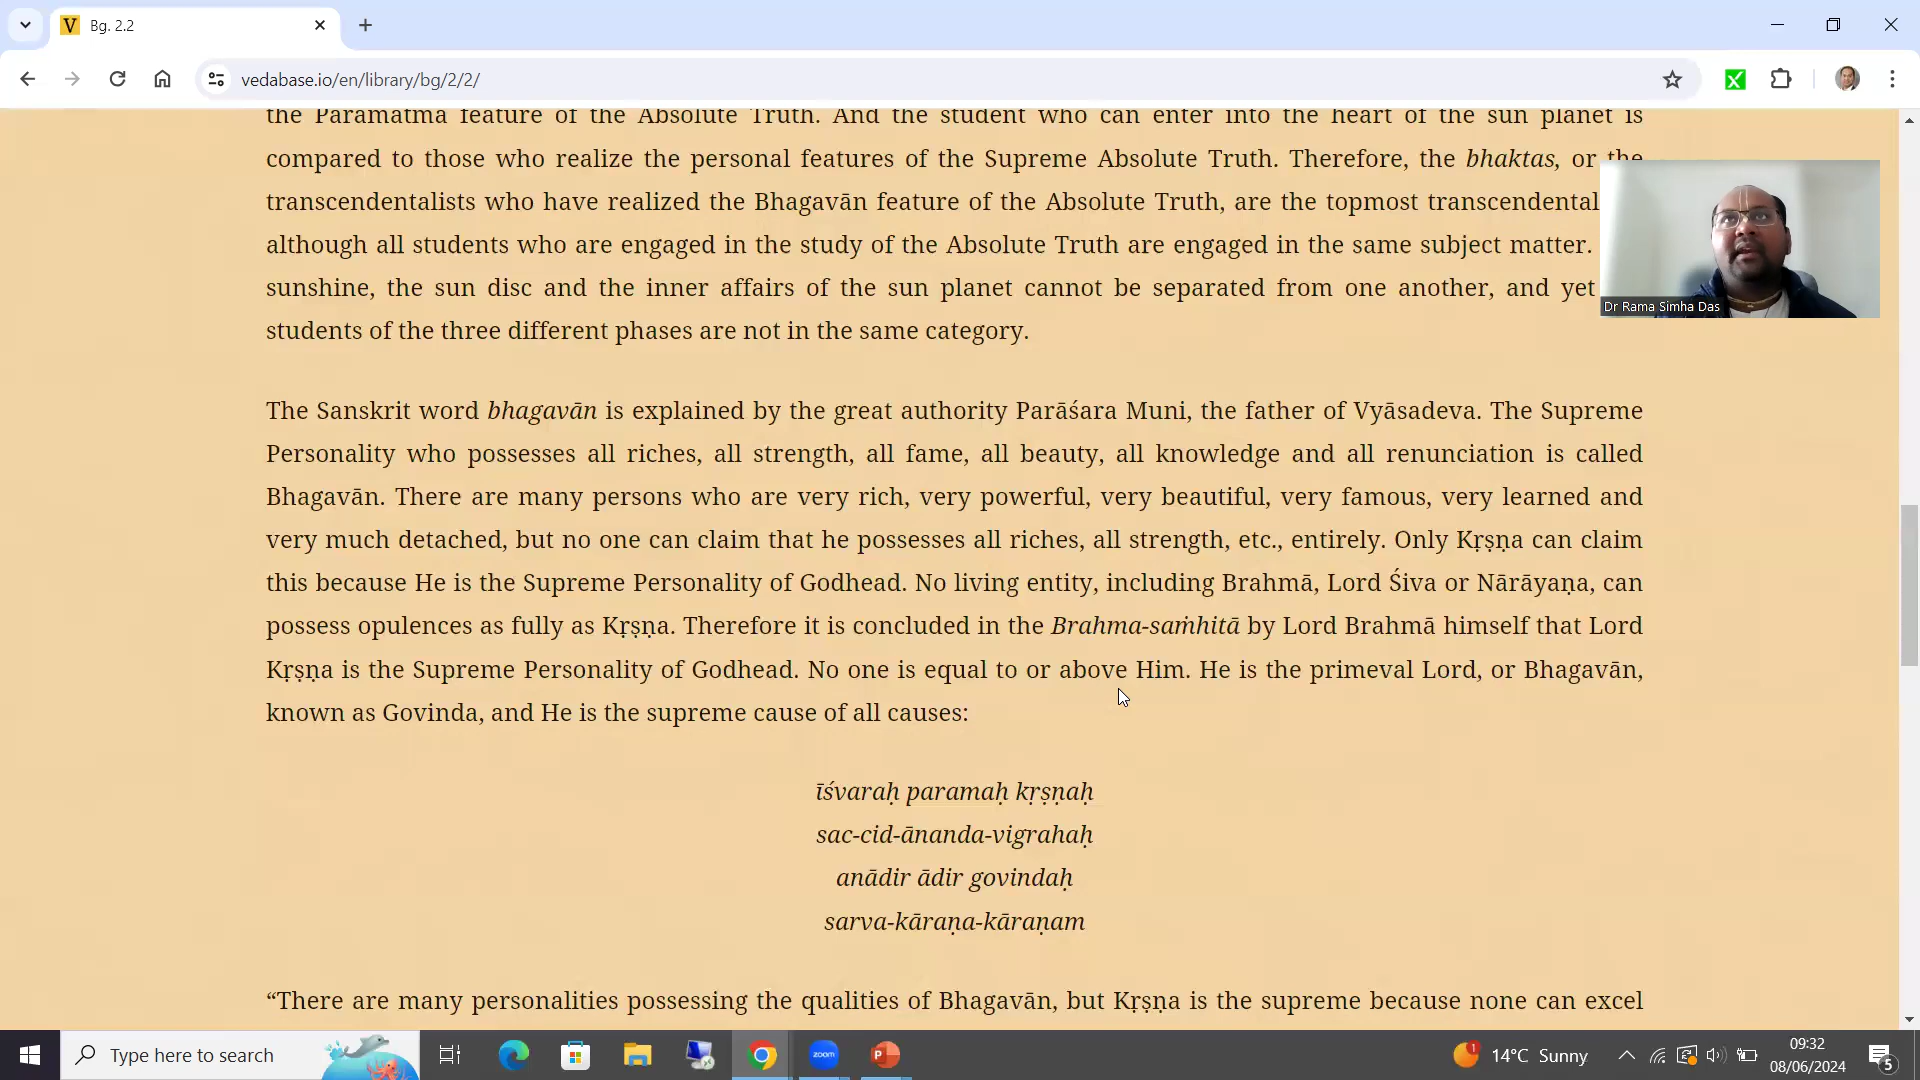 Bg. 2.2
vedabase.io/en/library/bg/2/2/
the Paramātmā feature of the Absolute Truth. And the student who can enter into the heart of the sun planet is
compared to those who realize the personal features of the Supreme Absolute Truth. Therefore, the bhaktas, or the
transcendentalists who have realized the Bhagavān feature of the Absolute Truth, are the topmost transcendental
although all students who are engaged in the study of the Absolute Truth are engaged in the same subject matter.
sunshine, the sun disc and the inner affairs of the sun planet cannot be separated from one another, and yet
Dr Rama Simha Das
students of the three different phases are not in the same category.
The Sanskrit word bhagavān is explained by the great authority Parāśara Muni, the father of Vyāsadeva. The Supreme
Personality who possesses all riches, all strength, all fame, all beauty, all knowledge and all renunciation is called
Bhagavān. There are many persons who are very rich, very powerful, very beautiful, very famous, very learned and
very much detached, but no one can claim that he possesses all riches, all strength, etc., entirely. Only Kṛṣṇa can claim
this because He is the Supreme Personality of Godhead. No living entity, including Brahmā, Lord Śiva or Nārāyaṇa, can
possess opulences as fully as Kṛṣṇa. Therefore it is concluded in the Brahma-saṁhitā by Lord Brahmā himself that Lord
Kṛṣṇa is the Supreme Personality of Godhead. No one is equal to or above Him. He is the primeval Lord, or Bhagavān,
known as Govinda, and He is the supreme cause of all causes:
īśvaraḥ paramaḥ kṛṣṇaḥ
sac-cid-ānanda-vigrahaḥ
anādir ādir govindaḥ
sarva-kāraṇa-kāraṇam
“There are many personalities possessing the qualities of Bhagavān, but Kṛṣṇa is the supreme because none can excel
Type here to search
zoom
1
14°C Sunny
09:32
08/06/2024
5